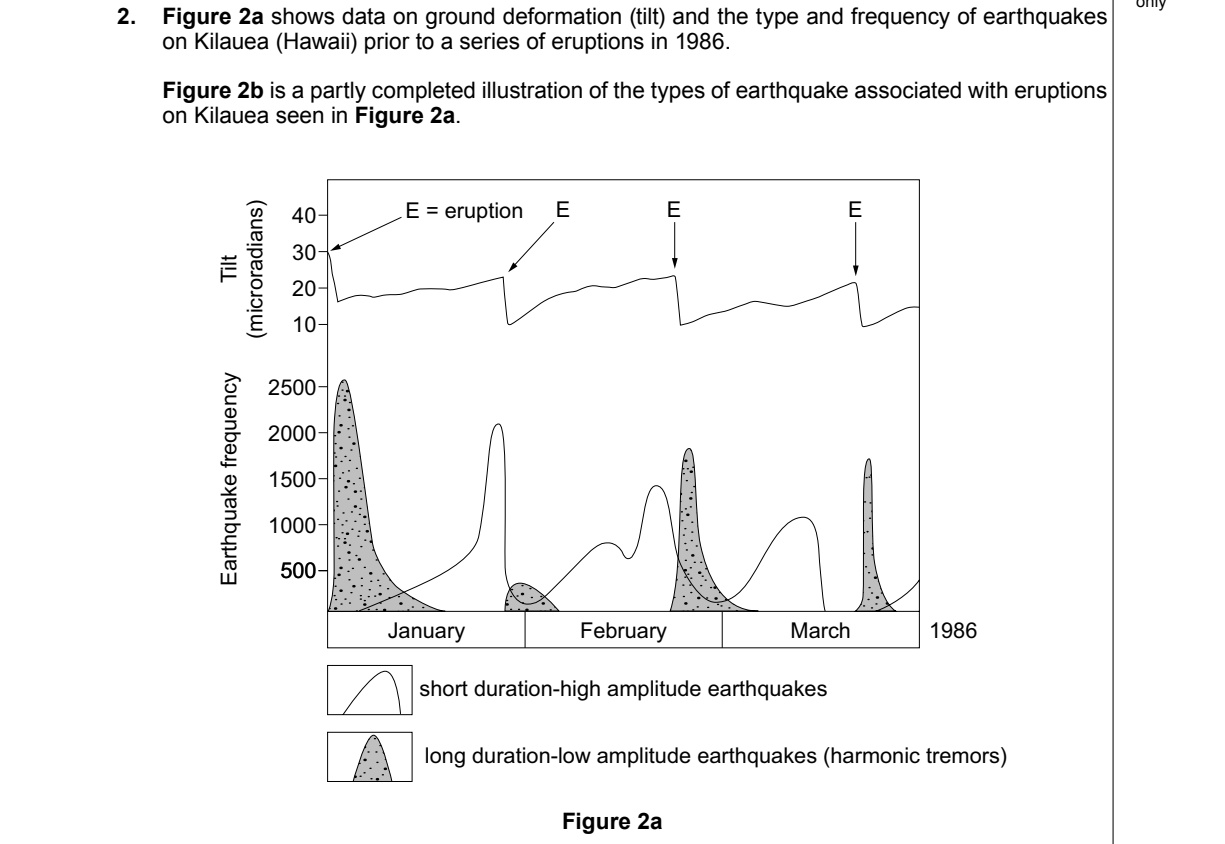 only
2. Figure 2a shows data on ground deformation (tilt) and the type and frequency of earthquakes
on Kilauea (Hawaii) prior to a series of eruptions in 1986.
Figure 2b is a partly completed illustration of the types of earthquake associated with eruptions
on Kilauea seen in Figure 2a.
Tilt
(microradians)
40
30
20
10
E = eruption
E
E
E
Earthquake frequency
2500
2000
1500
1000
500
January
February
March
1986
short duration-high amplitude earthquakes
long duration-low amplitude earthquakes (harmonic tremors)
Figure 2a